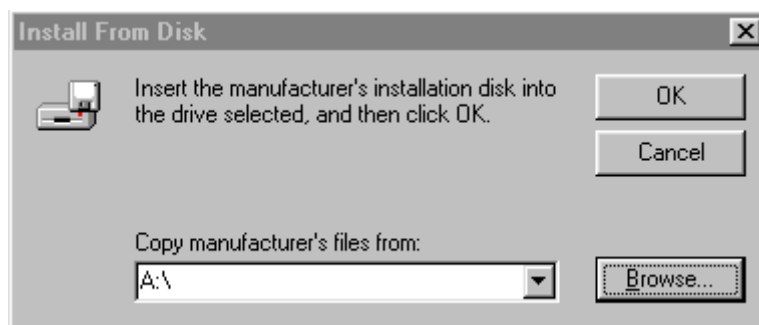 Install From Disk
Insert the manufacturer's installation disk into
the drive selected, and then click OK.
OK
Cancel
Copy manufacturer's files from:
A:\
Browse...